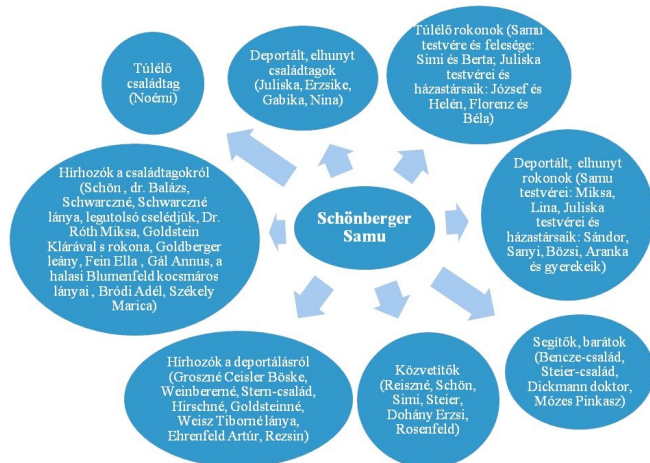 Túlélő
családtag
(Noémi)
Deportált, elhunyt
családtagok
(Juliska, Erzsike,
Gabika, Nina)
Túlélő rokonok (Samu
testvére és felesége:
Simi és Berta; Juliska
testvérei és
házastársaik: József és
Helén, Florenz és
Béla)
Hírhozók a családtagokról
(Schön , dr. Balázs,
Schwarczné, Schwarczné
lánya, legutolsó cselédjük, Dr.
Róth Miksa, Goldstein
Klárával s rokona, Goldberger
leány, Fein Ella , Gál Annus, a
halasi Blumenfeld kocsmáros
lányai , Bródi Adél, Székely
Marica)
Schönberger
Samu
Deportált, elhunyt
rokonok (Samu
testvérei: Miksa,
Lina, Juliska
testvérei és
házastársaik: Sándor,
Sanyi, Bözsi, Aranka
és gyerekeik)
Hírhozók a deportálásról
(Groszné Ceisler Böske,
Weinbererné, Stern-család,
Hirschné, Goldsteinné,
Weisz Tiborné lánya,
Ehrenfeld Artúr, Rezsin)
Közvetítők
(Reiszné, Schön,
Simi, Steier,
Dohány Erzsi,
Rosenfeld)
Segítők, barátok
(Bencze-család,
Steier-család,
Dickmann doktor,
Mózes Pinkasz)